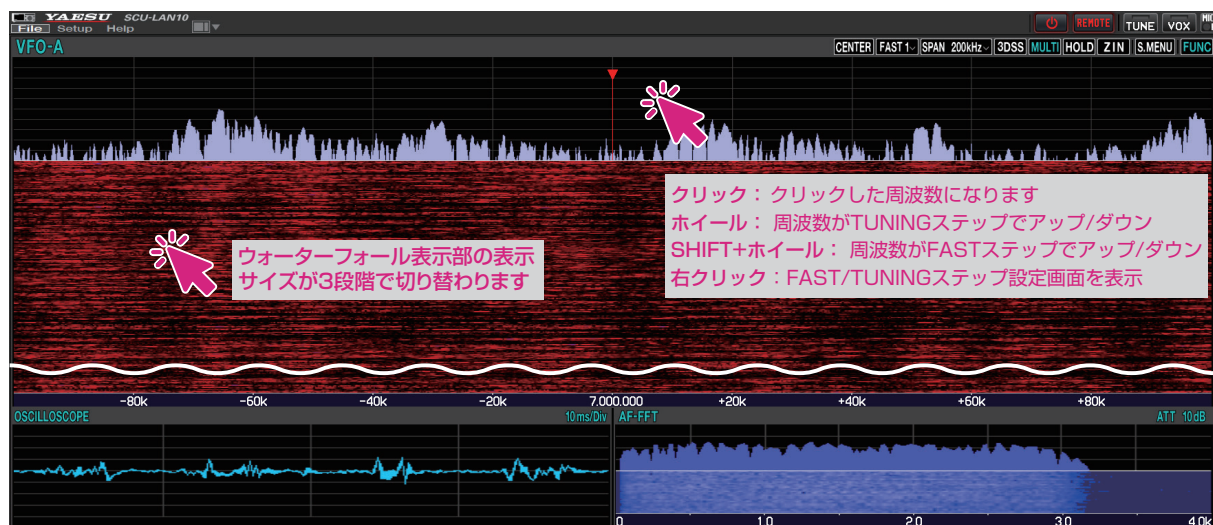 YAESU SCU-LAN10
File Setup Help
REMOTE TUNE VOX
VFO-A
CENTER FAST 1 SPAN 200kHz 3DSS MULTI HOLD ZIN S.MENU FUNC
クリック： クリックした周波数になります
ホイール： 周波数がTUNINGステップでアップ/ダウン
SHIFT+ホイール： 周波数がFASTステップでアップ/ダウン
右クリック：FAST/TUNINGステップ設定画面を表示
ウォーターフォール表示部の表示
サイズが3段階で切り替わります
-80k -60k -40k -20k 7.000.000 +20k +40k +60k +80k
OSCILLOSCOPE 10ms/Div AF-FFT ATT 10dB
0 1.0 2.0 3.0 4.0k